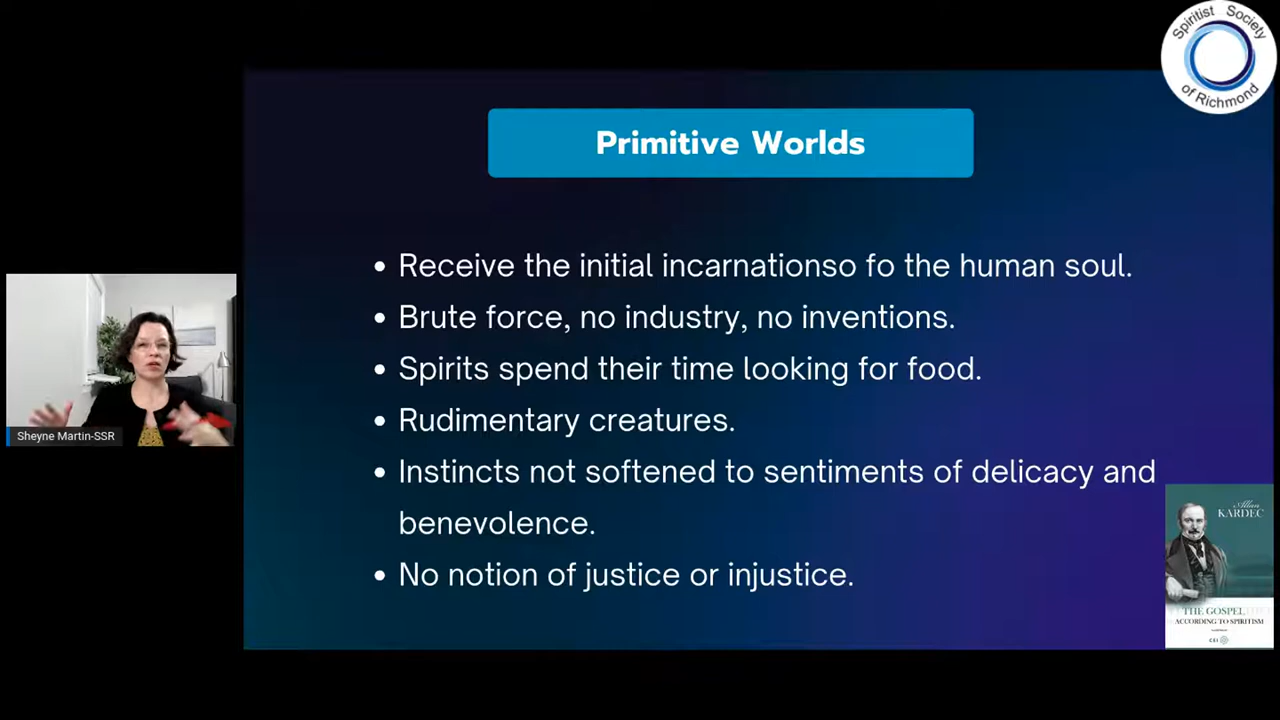 Spiritist Society
of Richmond
Primitive Worlds
• Receive the initial incarnationso fo the human soul.
• Brute force, no industry, no inventions.
• Spirits spend their time looking for food.
• Rudimentary creatures.
• Instincts not softened to sentiments of delicacy and
benevolence.
• No notion of justice or injustice.
Sheyne Martin-SSR
Allan
KARDEC
THE GOSPEL
ACCORDING TO SPIRITISM
CEI